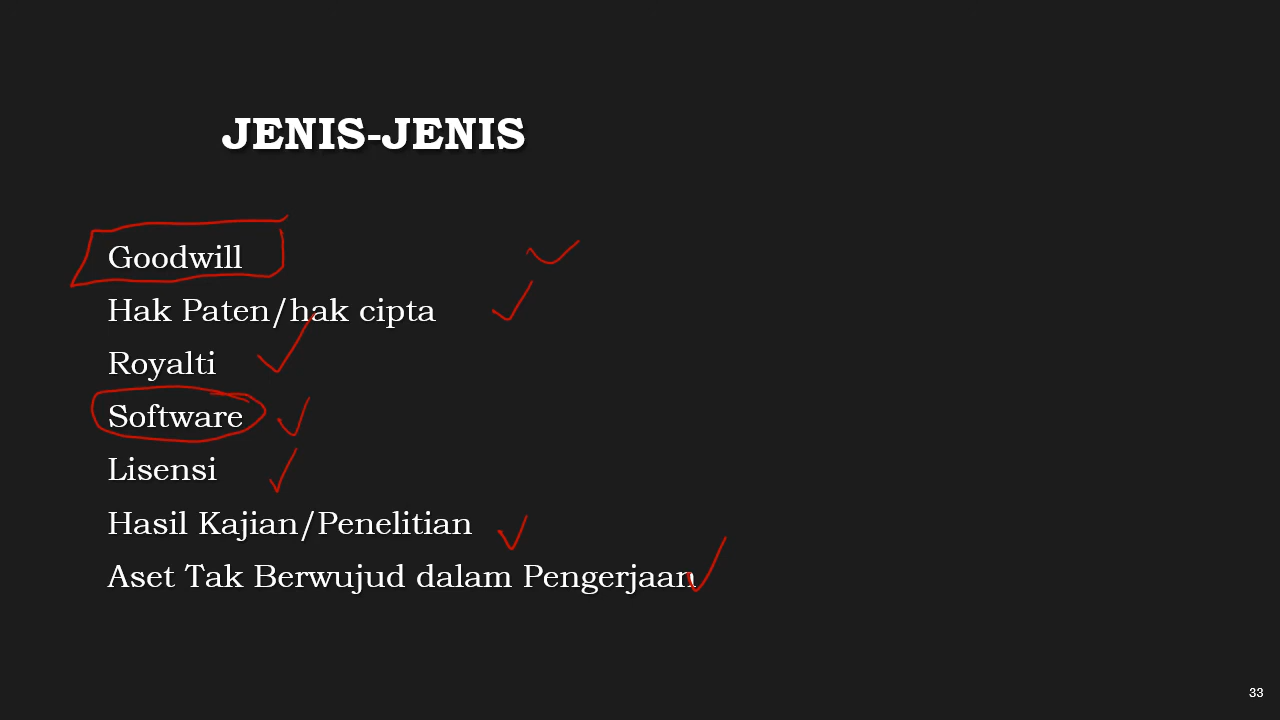 JENIS-JENIS
Goodwill
Hak Paten/hak cipta
Royalti
Software
Lisensi
Hasil Kajian/Penelitian
Aset Tak Berwujud dalam Pengerjaan
33